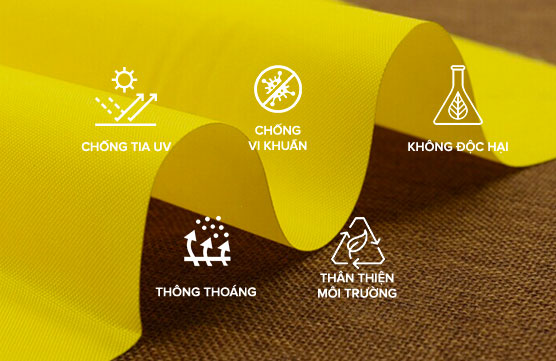 CHỐNG TIA UV
CHỐNG
VI KHUẨN
KHÔNG ĐỘC HẠI
THÔNG THOÁNG
THÂN THIỆN
MÔI TRƯỜNG